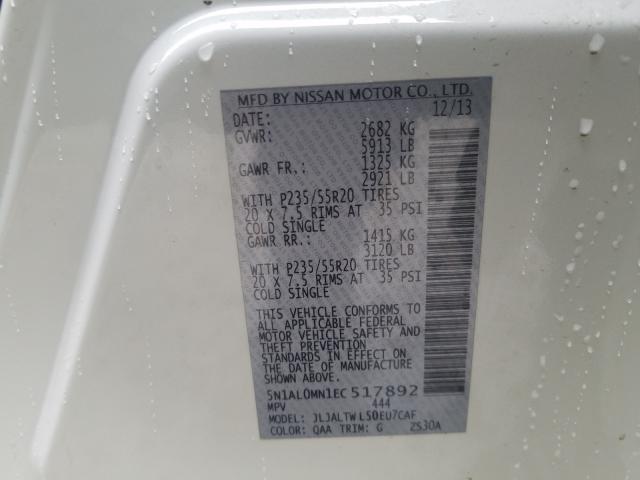 MFD BY NISSAN MOTOR CO., LTD.
DATE: 12/13
GVWR: 2682 KG
5913 LB
GAWR FR.: 1325 KG
2921 LB
WITH P235/55R20 TIRES
20 X 7.5 RIMS AT 35 PSI
COLD SINGLE
GAWR RR.: 1415 KG
3120 LB
WITH P235/55R20 TIRES
20 X 7.5 RIMS AT 35 PSI
COLD SINGLE
THIS VEHICLE CONFORMS TO
ALL APPLICABLE FEDERAL
MOTOR VEHICLE SAFETY AND
THEFT PREVENTION
STANDARDS IN EFFECT ON
THE DATE OF MANUFACTURE
SHOWN ABOVE.
5N1AL0MN1EC517892
MPV 444
MODEL: JLJALTWL50EU7CAF
COLOR: QAA TRIM: G ZS30A